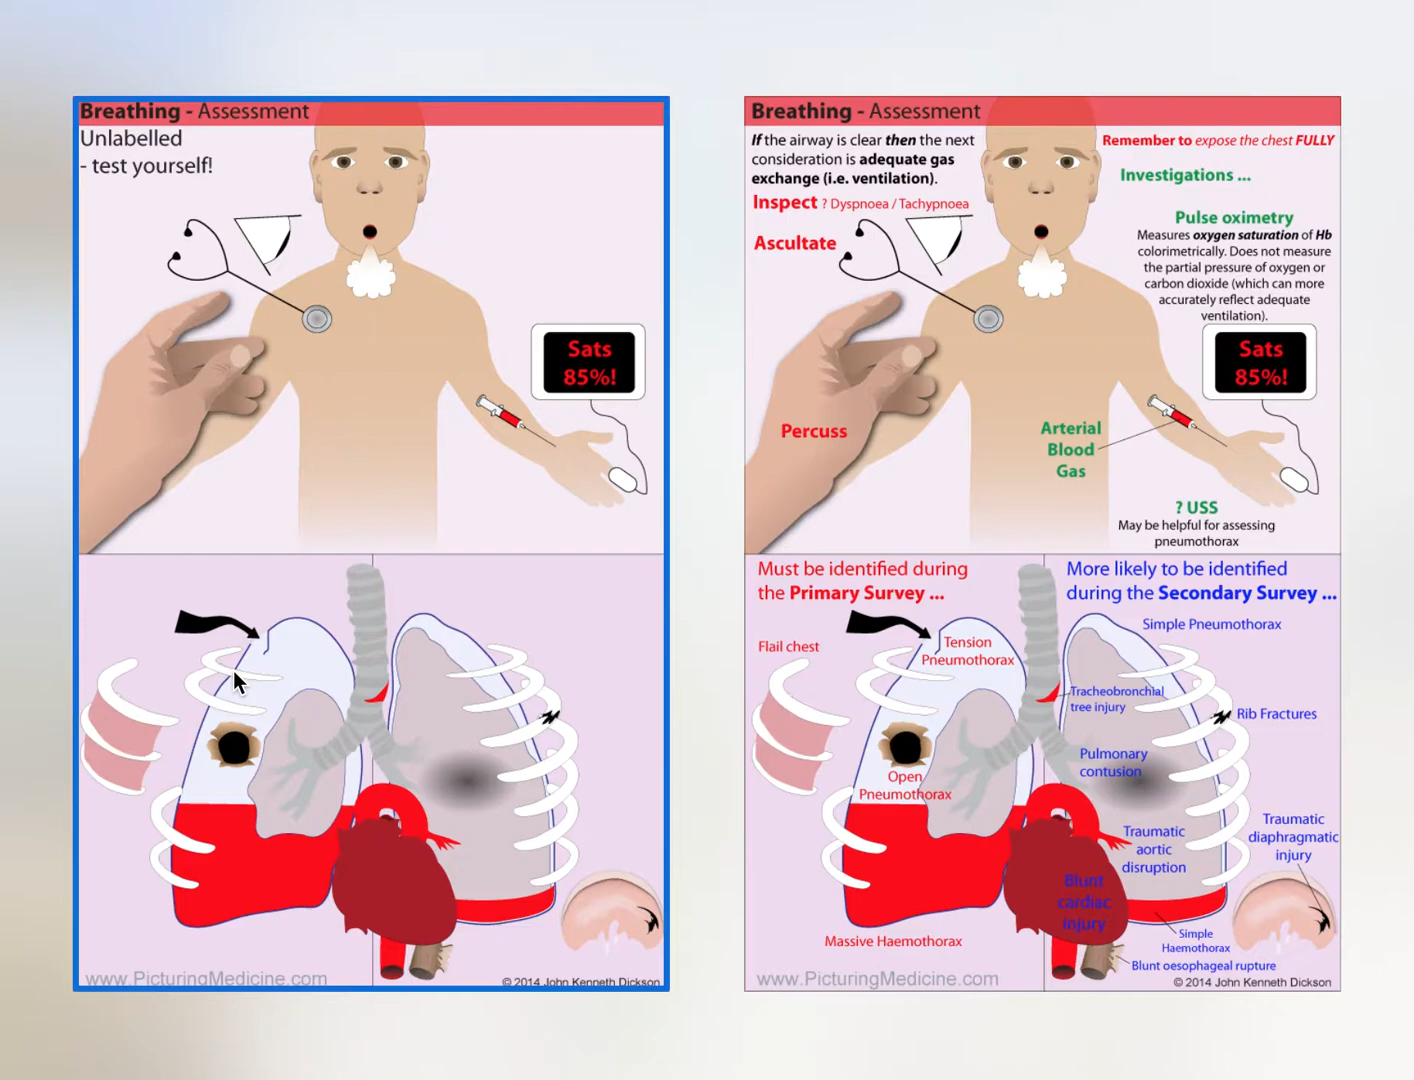 Breathing - Assessment
Unlabelled
- test yourself!
Sats
85%!
www.PicturingMedicine.com
© 2014 John Kenneth Dickson
Breathing - Assessment
If the airway is clear then the next
consideration is adequate gas
exchange (i.e. ventilation).
Remember to expose the chest FULLY
Investigations ...
Inspect ? Dyspnoea / Tachypnoea
Ascultate
Pulse oximetry
Measures oxygen saturation of Hb
colorimetrically. Does not measure
the partial pressure of oxygen or
carbon dioxide (which can more
accurately reflect adequate
ventilation).
Sats
85%!
Percuss
Arterial
Blood
Gas
? USS
May be helpful for assessing
pneumothorax
Must be identified during
the Primary Survey ...
More likely to be identified
during the Secondary Survey ...
Simple Pneumothorax
Flail chest
Tension
Pneumothorax
Tracheobronchial
tree injury
Rib Fractures
Pulmonary
contusion
Open
Pneumothorax
Traumatic
aortic
disruption
Traumatic
diaphragmatic
injury
Blunt
cardiac
injury
Massive Haemothorax
Simple
Haemothorax
Blunt oesophageal rupture
www.PicturingMedicine.com
© 2014 John Kenneth Dickson